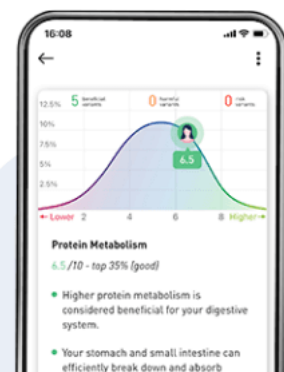 16:08
5 beneficial variants
0 harmful variants
0 risk variants
12.5%
10%
7.5%
5%
2.5%
6.5
← Lower 2 4 6 8 Higher →
Protein Metabolism
6.5/10 - top 35% (good)
• Higher protein metabolism is
considered beneficial for your digestive
system.
• Your stomach and small intestine can
efficiently break down and absorb